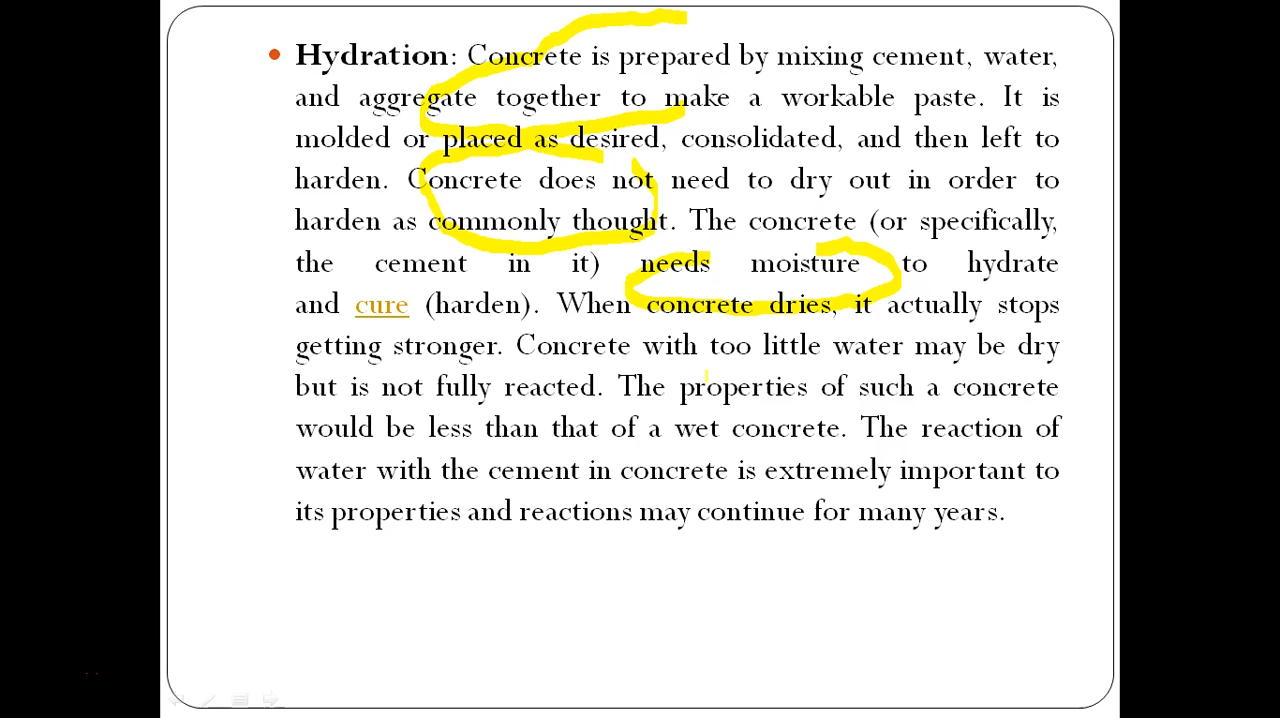 Hydration: Concrete is prepared by mixing cement, water,
and aggregate together to make a workable paste. It is
molded or placed as desired, consolidated, and then left to
harden. Concrete does not need to dry out in order to
harden as commonly thought. The concrete (or specifically,
the cement in it) needs moisture to hydrate
and cure (harden). When concrete dries, it actually stops
getting stronger. Concrete with too little water may be dry
but is not fully reacted. The properties of such a concrete
would be less than that of a wet concrete. The reaction of
water with the cement in concrete is extremely important to
its properties and reactions may continue for many years.